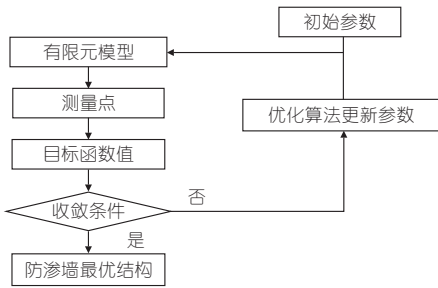 初始参数
有限元模型
测量点
优化算法更新参数
目标函数值
收敛条件
否
是
防渗墙最优结构